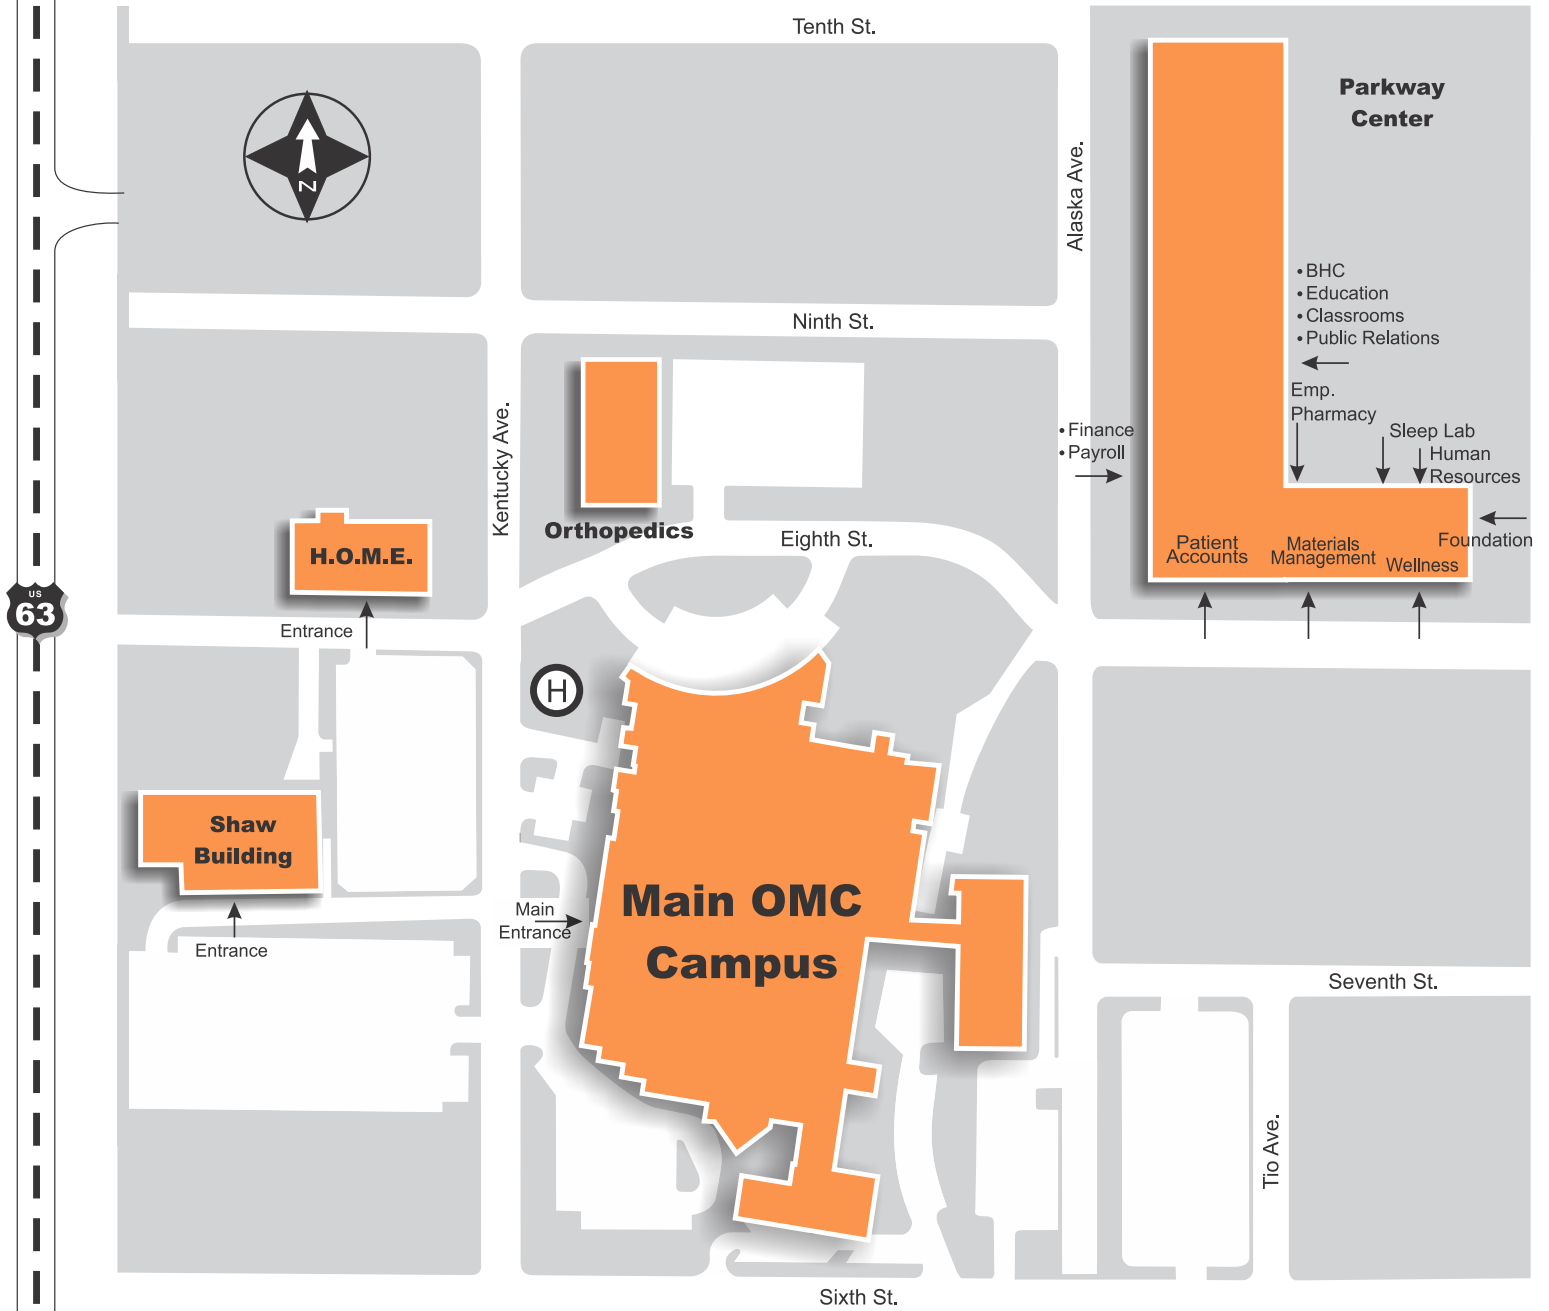 Tenth St.
Parkway
Center
N
Alaska Ave.
• BHC
• Education
• Classrooms
• Public Relations
Ninth St.
Emp.
Pharmacy
• Finance
• Payroll
Sleep Lab
Human
Resources
Kentucky Ave.
Orthopedics
Eighth St.
Foundation
Patient
Accounts
Materials
Management
Wellness
H.O.M.E.
US
63
Entrance
H
Shaw
Building
Entrance
Main
Entrance
Main OMC
Campus
Seventh St.
Tio Ave.
Sixth St.